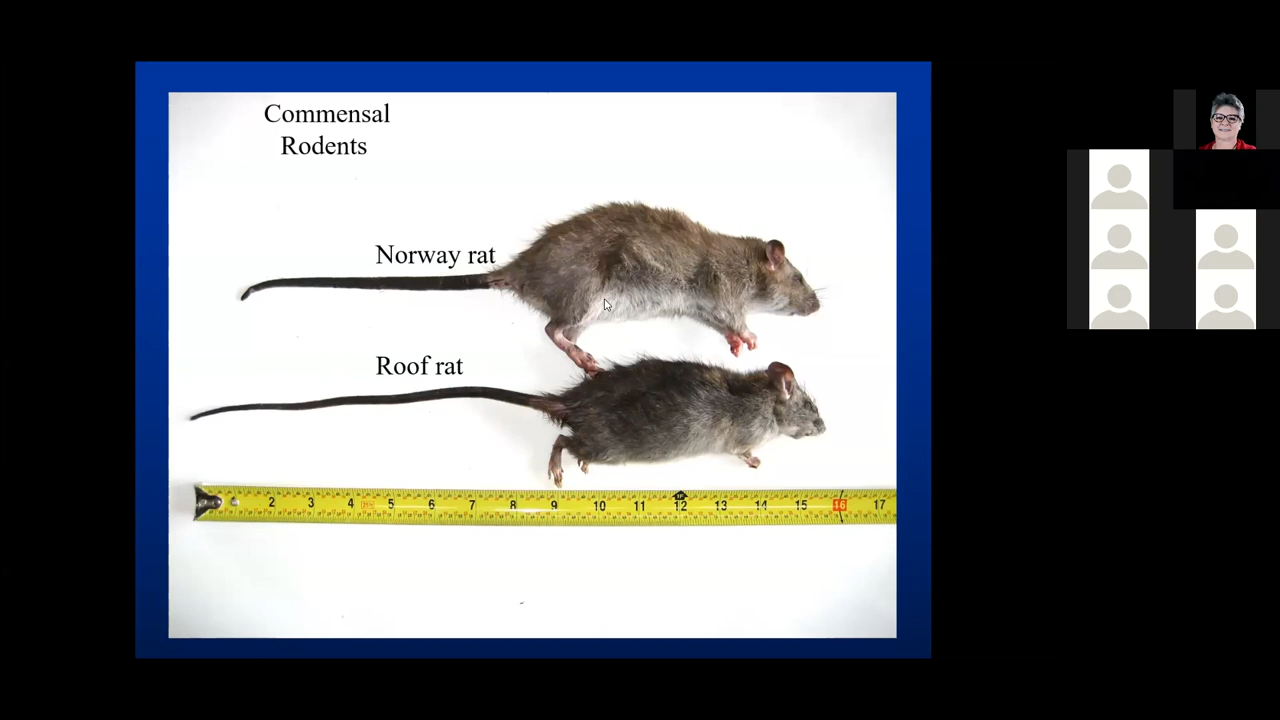 Commensal
Rodents
Norway rat
Roof rat
2 3 4 5 6 7 8 9 10 11 12 13 14 15 16 17